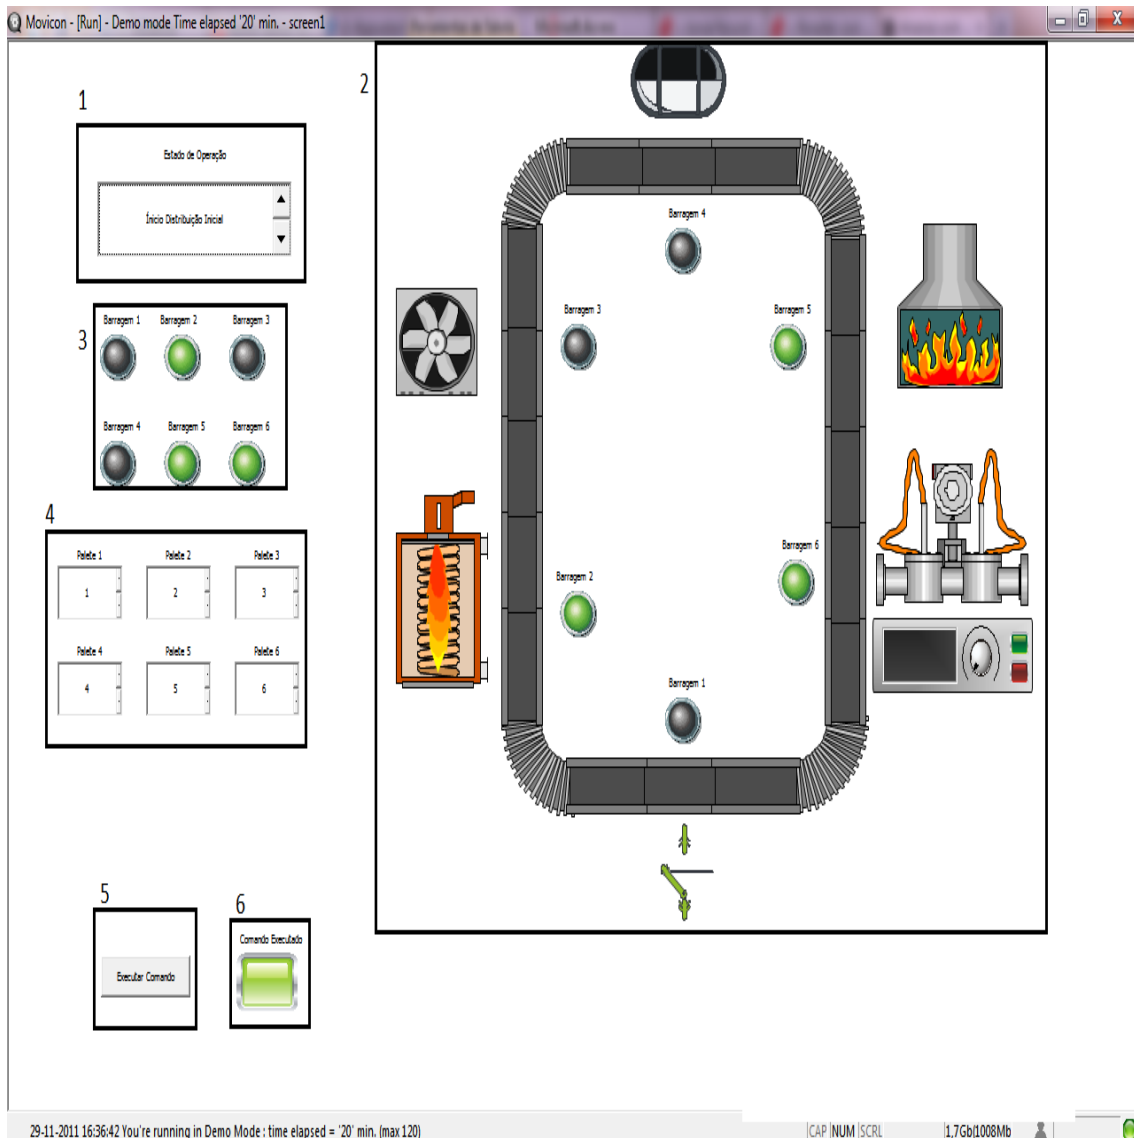 Movicon - [Run] - Demo mode Time elapsed '20' min. - screen1
1
Estado de Operação
Ínicio Distribuição Inicial
3
Barragem 1 Barragem 2 Barragem 3
Barragem 4 Barragem 5 Barragem 6
4
Palete 1 Palete 2 Palete 3
1 2 3
Palete 4 Palete 5 Palete 6
4 5 6
5
Executar Comando
6
Comando Executado
2
Barragem 4
Barragem 3
Barragem 5
Barragem 6
Barragem 2
Barragem 1
29-11-2011 16:36:42 You're running in Demo Mode : time elapsed = '20' min. (max 120)
CAP NUM SCRL 1,7Gb(1008Mb